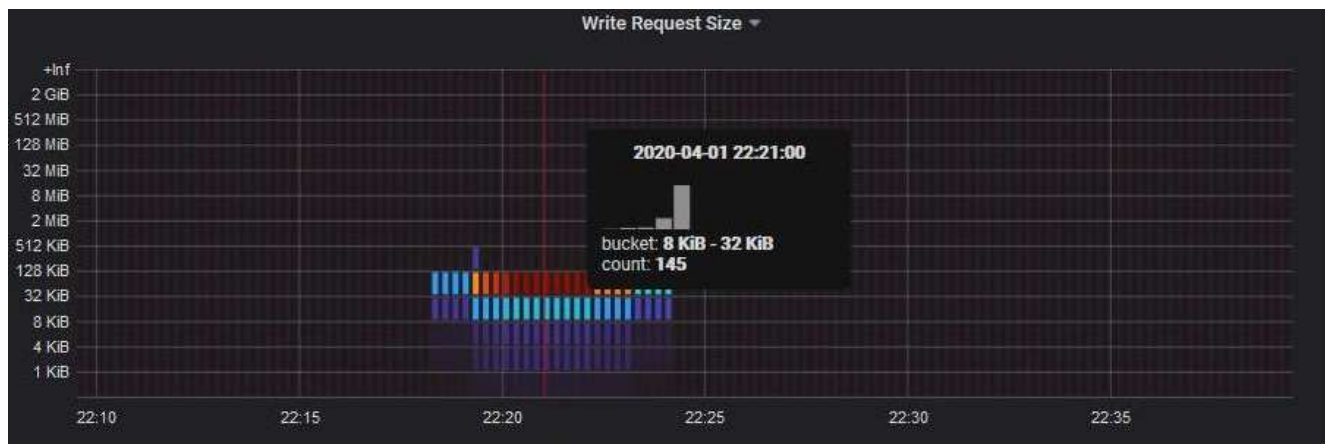 Write Request Size
+Inf
2 GiB
512 MiB
128 MiB
32 MiB
8 MiB
2 MiB
512 KiB
128 KiB
32 KiB
8 KiB
4 KiB
1 KiB
2020-04-01 22:21:00
bucket: 8 KiB - 32 KiB
count: 145
22:10 22:15 22:20 22:25 22:30 22:35